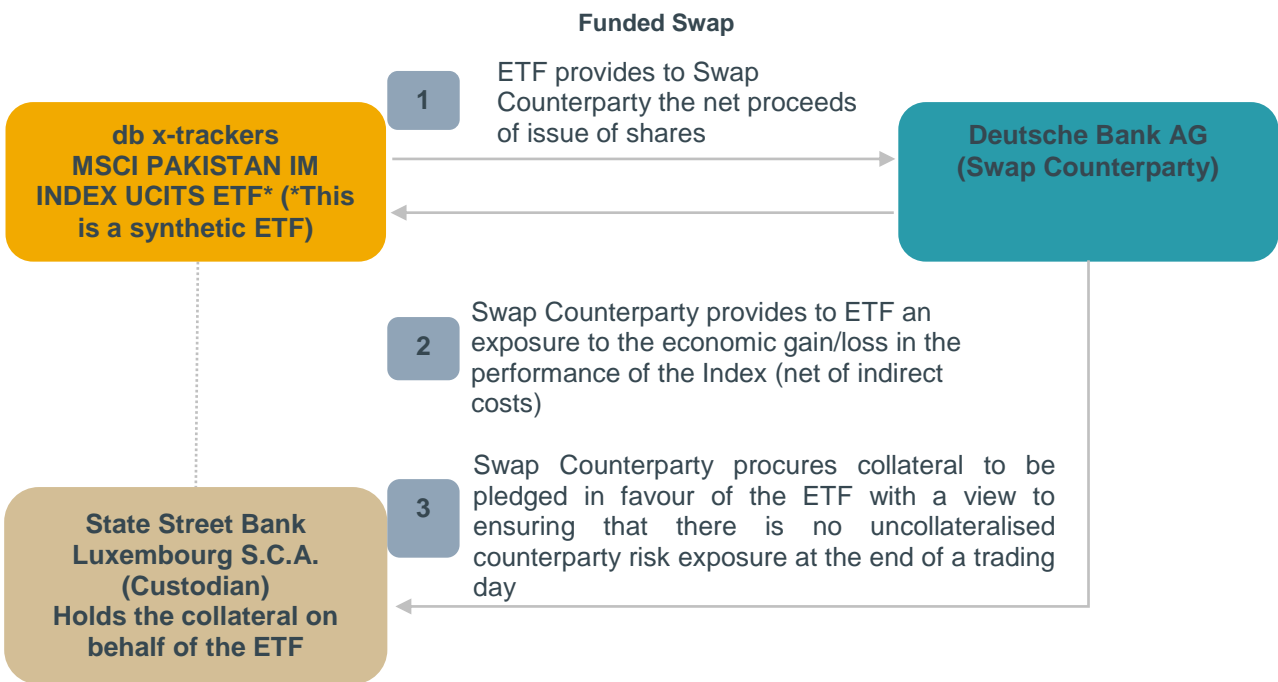 Funded Swap
1
ETF provides to Swap
Counterparty the net proceeds
of issue of shares
db x-trackers
MSCI PAKISTAN IM
INDEX UCITS ETF* (*This
is a synthetic ETF)
Deutsche Bank AG
(Swap Counterparty)
2
Swap Counterparty provides to ETF an
exposure to the economic gain/loss in the
performance of the Index (net of indirect
costs)
3
Swap Counterparty procures collateral to be
pledged in favour of the ETF with a view to
ensuring that there is no uncollateralised
counterparty risk exposure at the end of a trading
day
State Street Bank
Luxembourg S.C.A.
(Custodian)
Holds the collateral on
behalf of the ETF